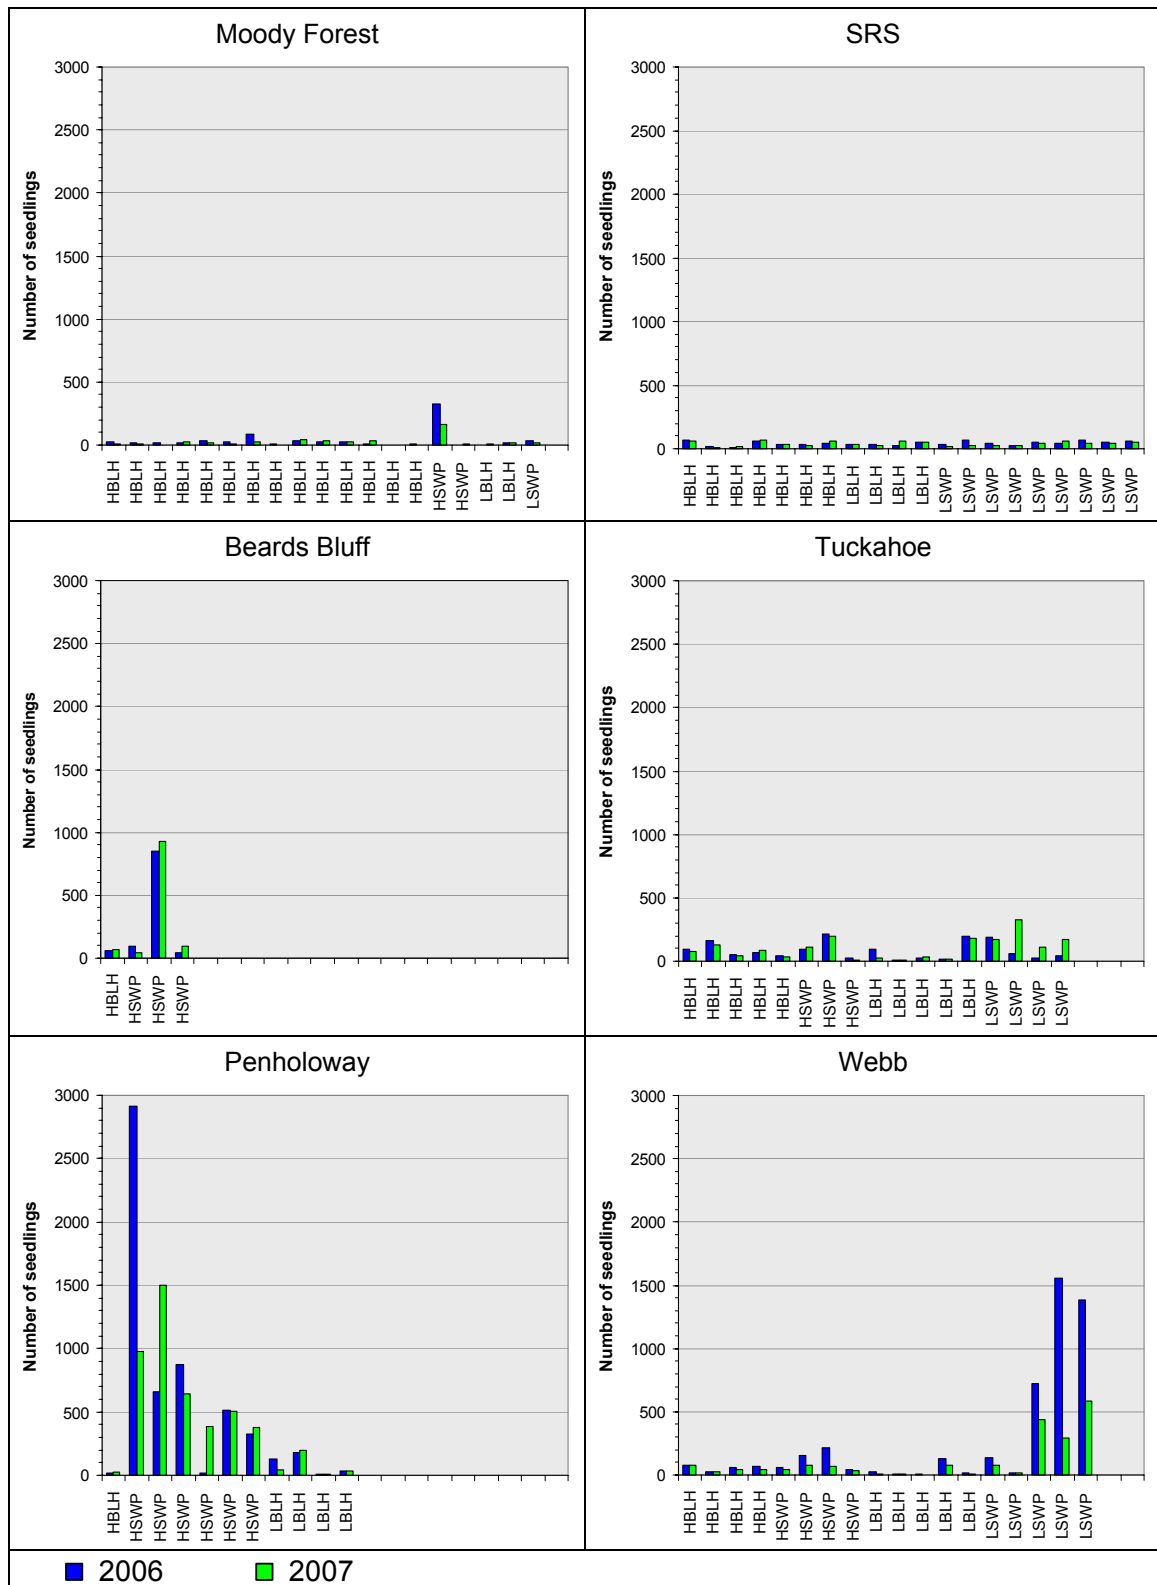 Moody Forest
Number of seedlings
3000
2500
2000
1500
1000
500
0
HBLH
HBLH
HBLH
HBLH
HBLH
HBLH
HBLH
HBLH
HBLH
HBLH
HBLH
HBLH
HBLH
HBLH
HSWP
HSWP
LBLH
LBLH
LSWP
SRS
Number of seedlings
3000
2500
2000
1500
1000
500
0
HBLH
HBLH
HBLH
HBLH
HBLH
HBLH
HBLH
LBLH
LBLH
LBLH
LBLH
LSWP
LSWP
LSWP
LSWP
LSWP
LSWP
LSWP
LSWP
LSWP
Beards Bluff
Number of seedlings
3000
2500
2000
1500
1000
500
0
HBLH
HSWP
HSWP
HSWP
Tuckahoe
Number of seedlings
3000
2500
2000
1500
1000
500
0
HBLH
HBLH
HBLH
HBLH
HBLH
HSWP
HSWP
HSWP
LBLH
LBLH
LBLH
LBLH
LBLH
LSWP
LSWP
LSWP
LSWP
Penholoway
Number of seedlings
3000
2500
2000
1500
1000
500
0
HBLH
HSWP
HSWP
HSWP
HSWP
HSWP
HSWP
LBLH
LBLH
LBLH
LBLH
Webb
Number of seedlings
3000
2500
2000
1500
1000
500
0
HBLH
HBLH
HBLH
HBLH
HSWP
HSWP
HSWP
HSWP
LBLH
LBLH
LBLH
LBLH
LBLH
LSWP
LSWP
LSWP
LSWP
LSWP
2006 2007